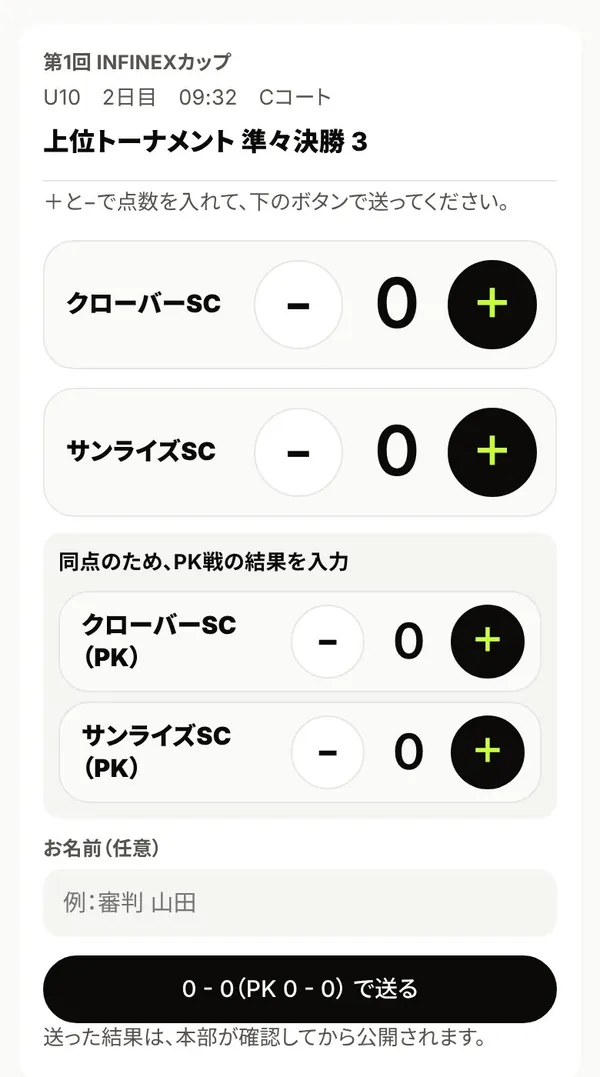 第1回 INFINEXカップ
U10 2日目 09:32 Cコート
上位トーナメント 準々決勝 3
＋と−で点数を入れて、下のボタンで送ってください。
クローバーSC − 0 +
サンライズSC − 0 +
同点のため、PK戦の結果を入力
クローバーSC
（PK） − 0 +
サンライズSC
（PK） − 0 +
お名前（任意）
例：審判 山田
0 - 0（PK 0 - 0） で送る
送った結果は、本部が確認してから公開されます。